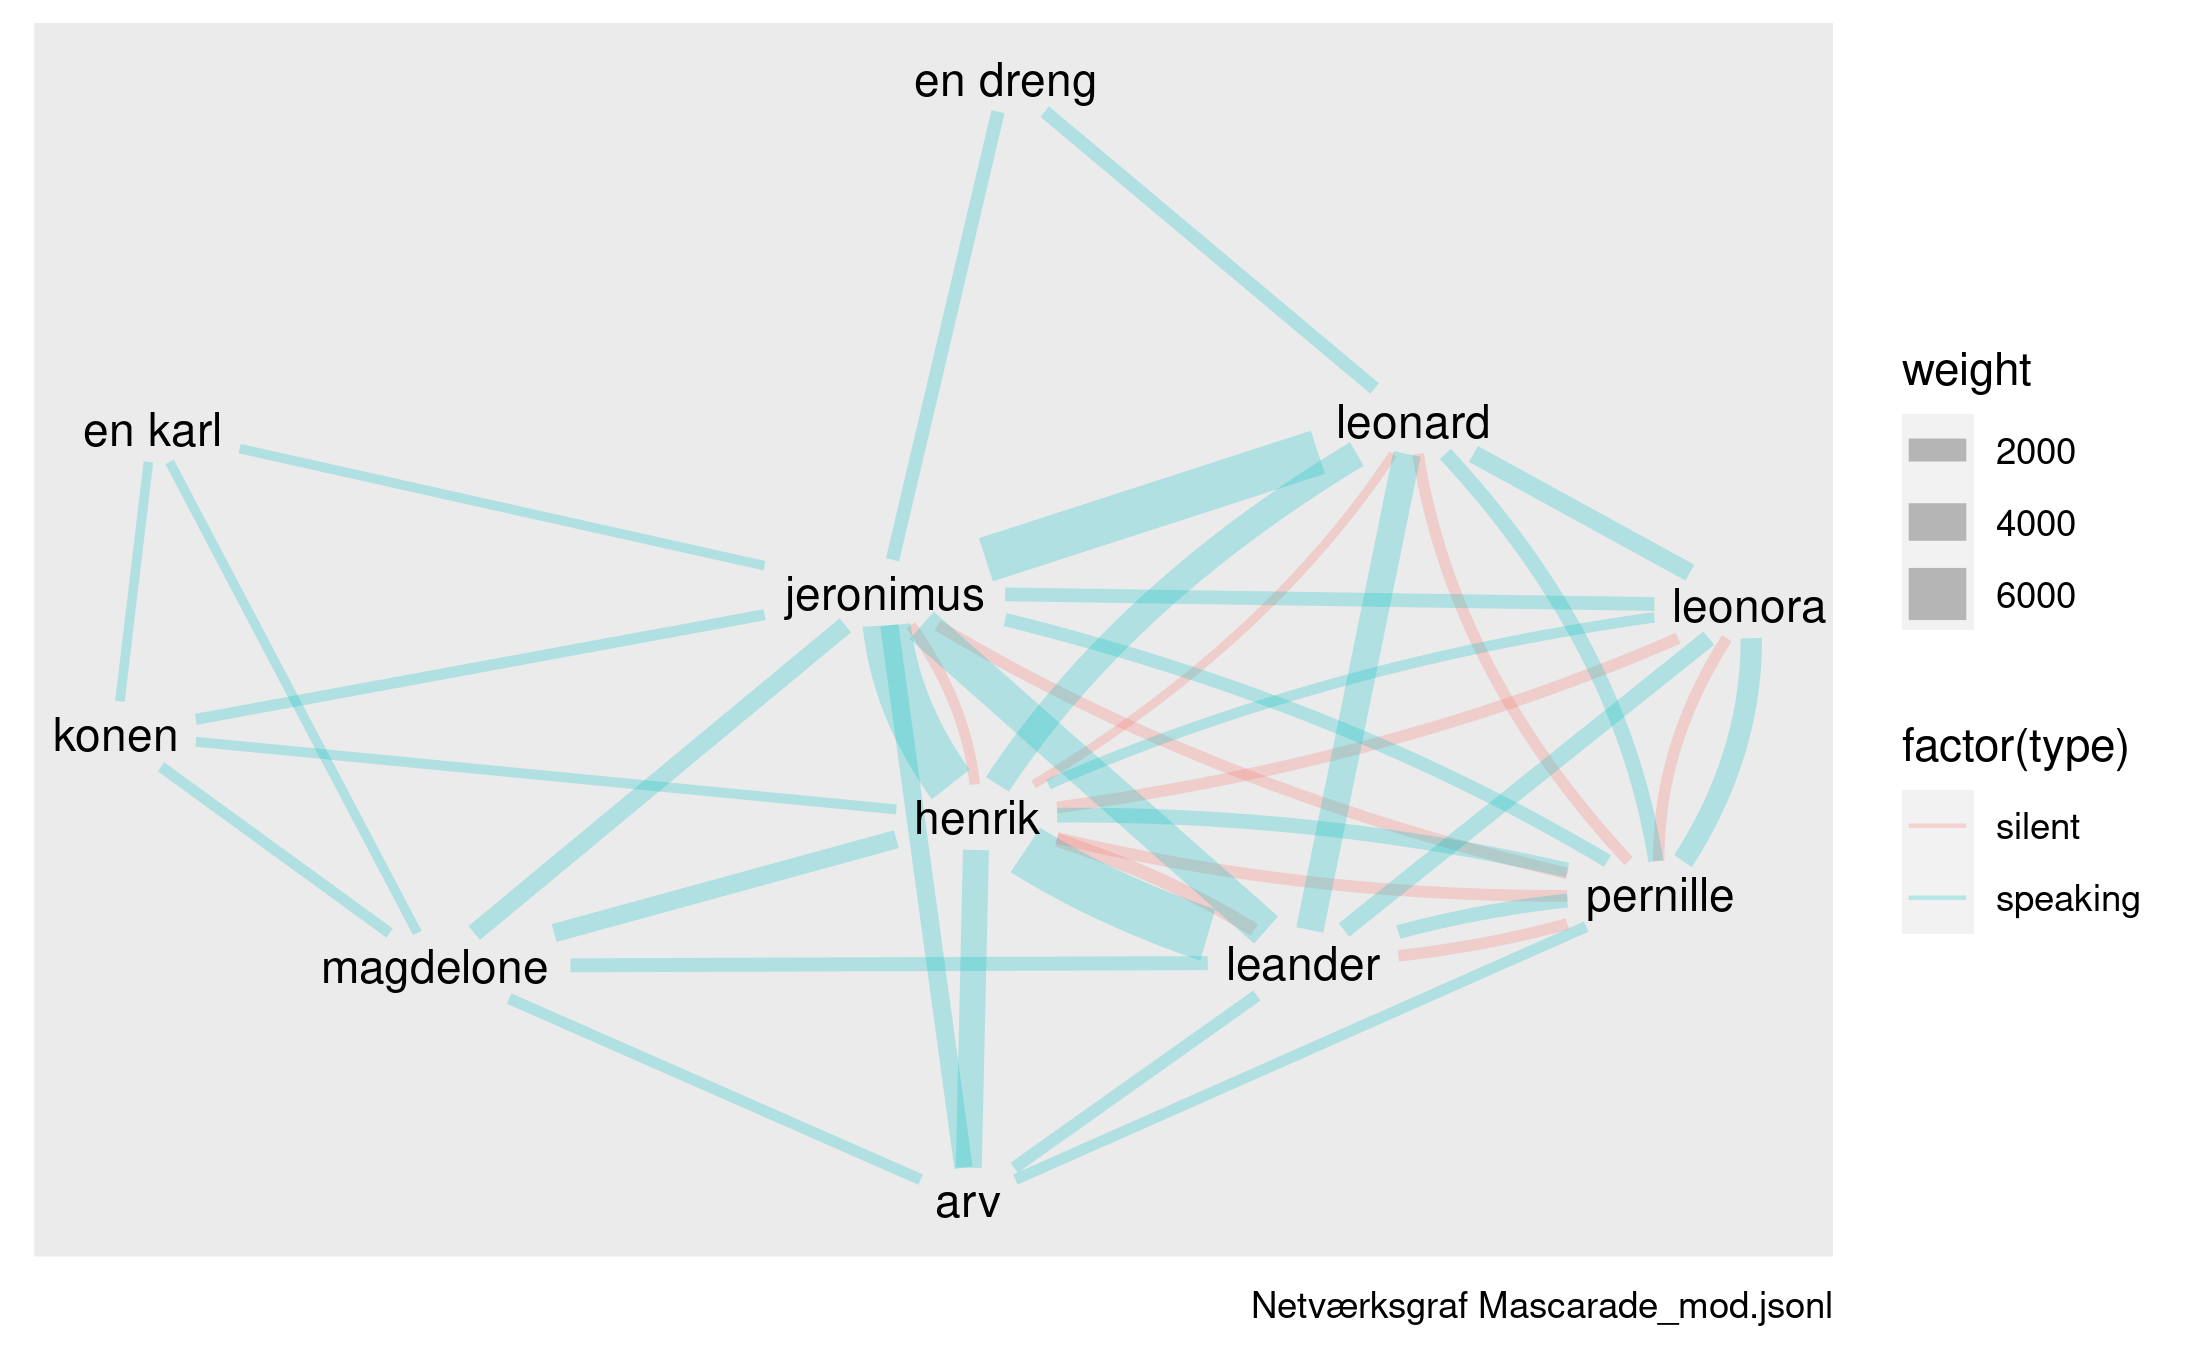 en dreng
leonard
en karl
jeronimus
leonora
konen
henrik
pernille
magdelone
leander
arv
weight
2000
4000
6000
factor(type)
silent
speaking
Netværksgraf Mascarade_mod.jsonl